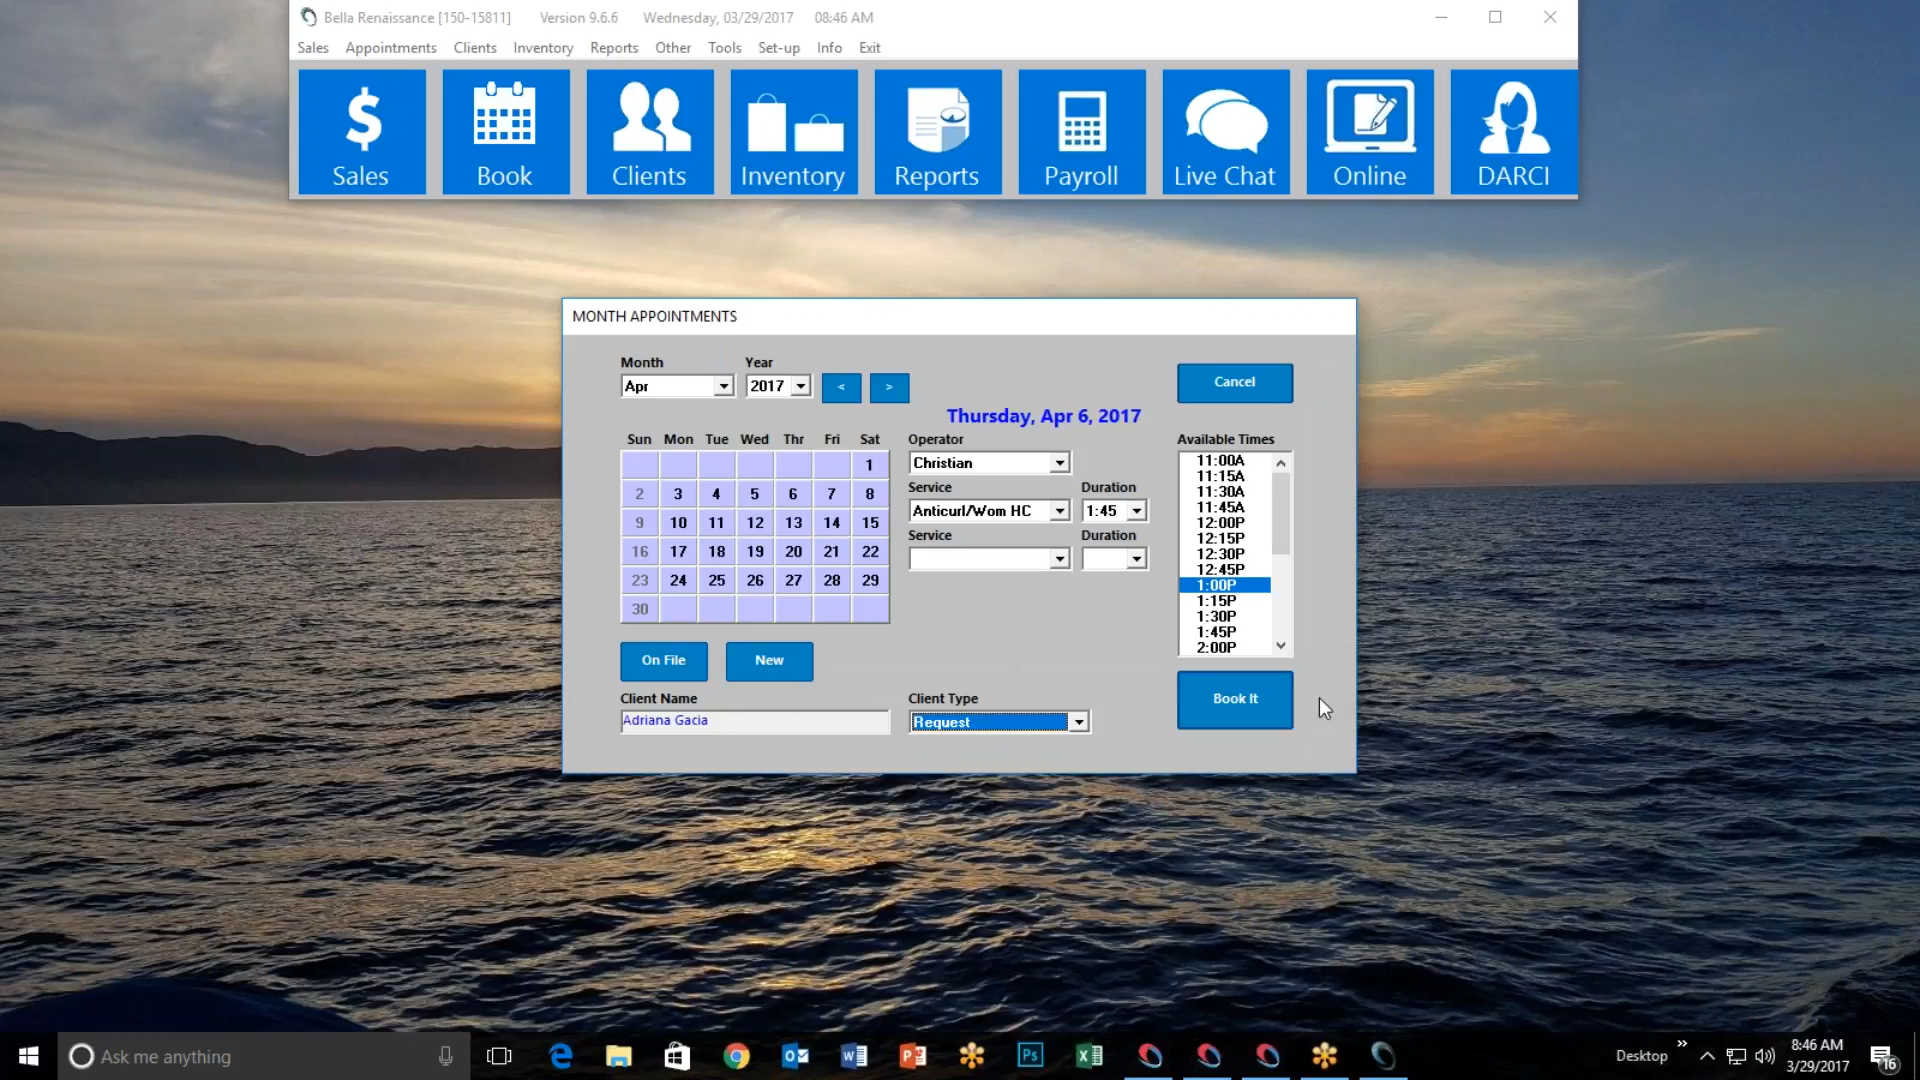 Bella Renaissance [150-15811] Version 9.6.6 Wednesday, 03/29/2017 08:46 AM
Sales Appointments Clients Inventory Reports Other Tools Set-up Info Exit
Sales Book Clients Inventory Reports Payroll Live Chat Online DARCI
MONTH APPOINTMENTS
Month Year
Apr 2017 < > Cancel
Thursday, Apr 6, 2017
Sun Mon Tue Wed Thr Fri Sat
1
2 3 4 5 6 7 8
9 10 11 12 13 14 15
16 17 18 19 20 21 22
23 24 25 26 27 28 29
30
Operator
Christian
Service Duration
Anticurl/Wom HC 1:45
Service Duration
Available Times
11:00A
11:15A
11:30A
11:45A
12:00P
12:15P
12:30P
12:45P
1:00P
1:15P
1:30P
1:45P
2:00P
On File New
Client Name Client Type
Adriana Gacia Request
Book It
Ask me anything
Ps
Desktop
8:46 AM
3/29/2017
16